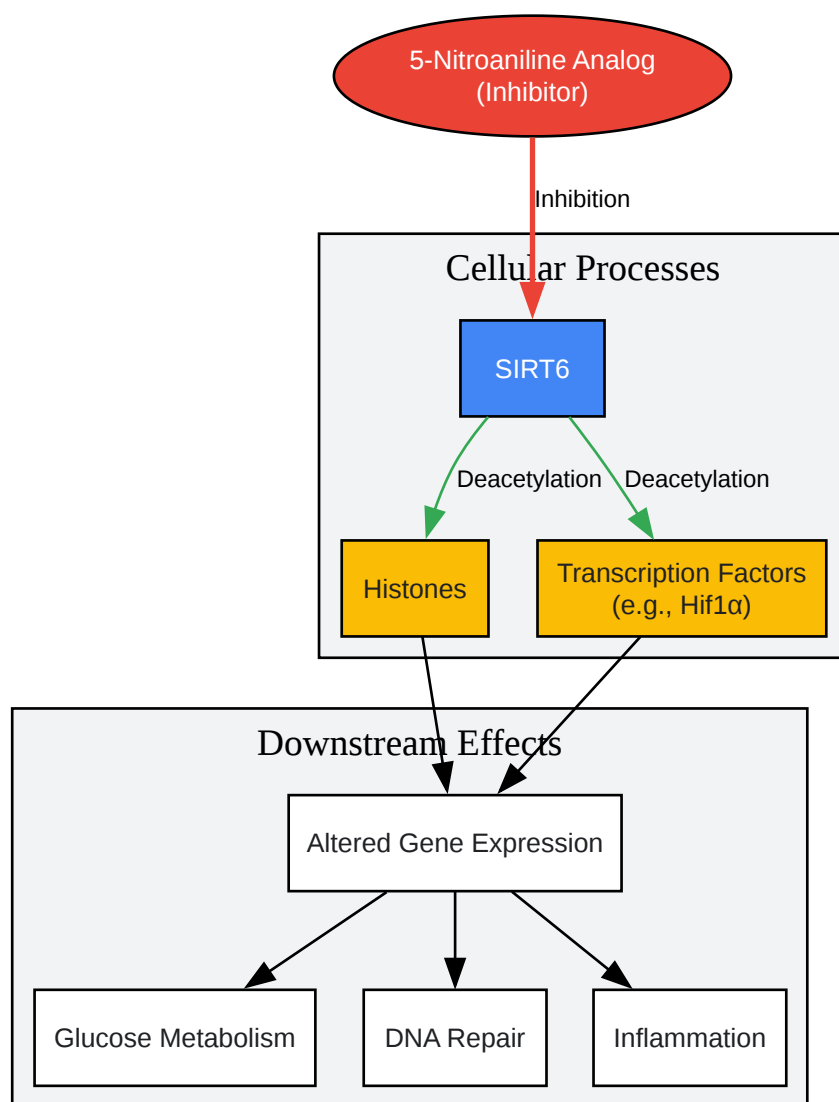 5-Nitroaniline Analog
(Inhibitor)
Inhibition
Cellular Processes
SIRT6
Deacetylation
Deacetylation
Histones
Transcription Factors
(e.g., Hif1α)
Downstream Effects
Altered Gene Expression
Glucose Metabolism
DNA Repair
Inflammation